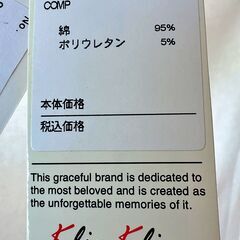 No.
COMP
綿 95%
ポリウレタン 5%
本体価格
税込価格
This graceful brand is dedicated to
the most beloved and is created as
the unforgettable memories of it.